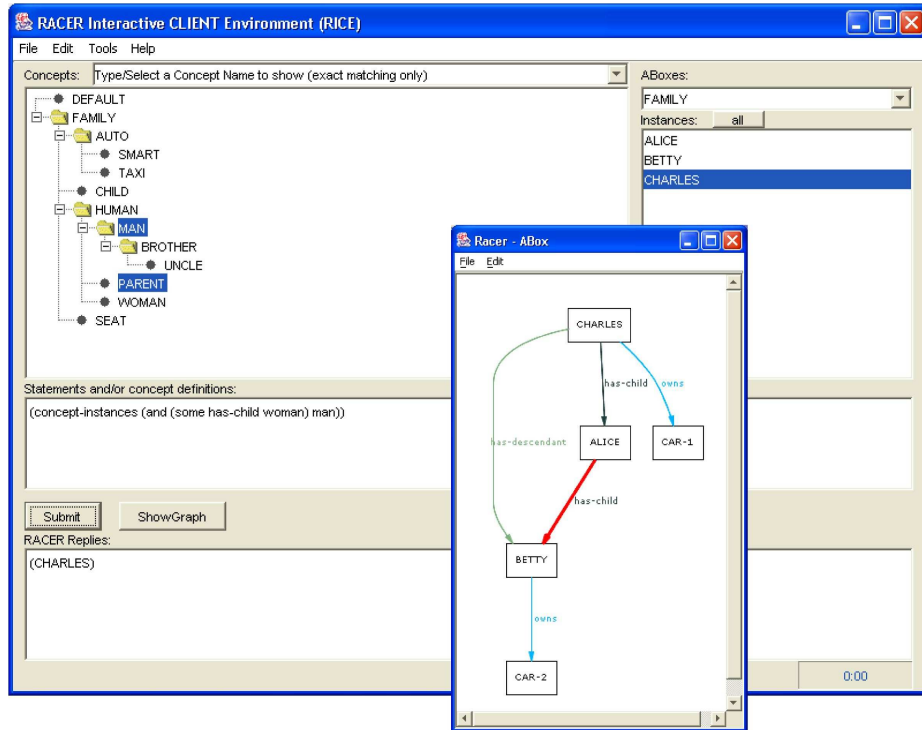 RACER Interactive CLIENT Environment (RICE)
File Edit Tools Help
Concepts: Type/Select a Concept Name to show (exact matching only)
DEFAULT
FAMILY
AUTO
SMART
TAXI
CHILD
HUMAN
MAN
BROTHER
UNCLE
PARENT
WOMAN
SEAT
ABoxes:
FAMILY
Instances: all
ALICE
BETTY
CHARLES
Statements and/or concept definitions:
(concept-instances (and (some has-child woman) man))
Submit ShowGraph
RACER Replies:
(CHARLES)
0:00
Racer - ABox
File Edit
CHARLES
has-child owns
has-descendant ALICE CAR-1
has-child
BETTY
owns
CAR-2